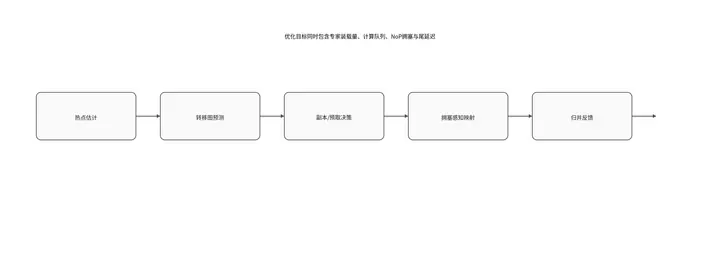 优化目标同时包含专家装载量、计算队列、NoP拥塞与尾延迟
热点估计
转移图预测
副本/预取决策
拥塞感知映射
归并反馈